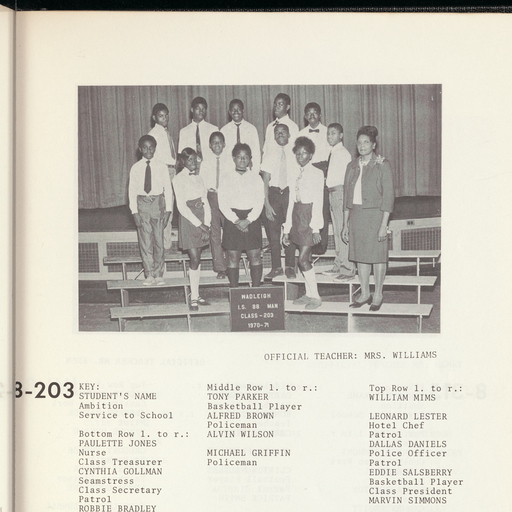 WADLEIGH
I.S. 88 MAN
CLASS-203
1970-71
OFFICIAL TEACHER: MRS. WILLIAMS
8-203
KEY:
STUDENT'S NAME
Ambition
Service to School
Bottom Row l. to r.:
PAULETTE JONES
Nurse
Class Treasurer
CYNTHIA GOLLMAN
Seamstress
Class Secretary
Patrol
ROBBIE BRADLEY
Middle Row l. to r.:
TONY PARKER
Basketball Player
ALFRED BROWN
Policeman
ALVIN WILSON
MICHAEL GRIFFIN
Policeman
Top Row l. to r.:
WILLIAM MIMS
LEONARD LESTER
Hotel Chef
Patrol
DALLAS DANIELS
Police Officer
Patrol
EDDIE SALSBERRY
Basketball Player
Class President
MARVIN SIMMONS